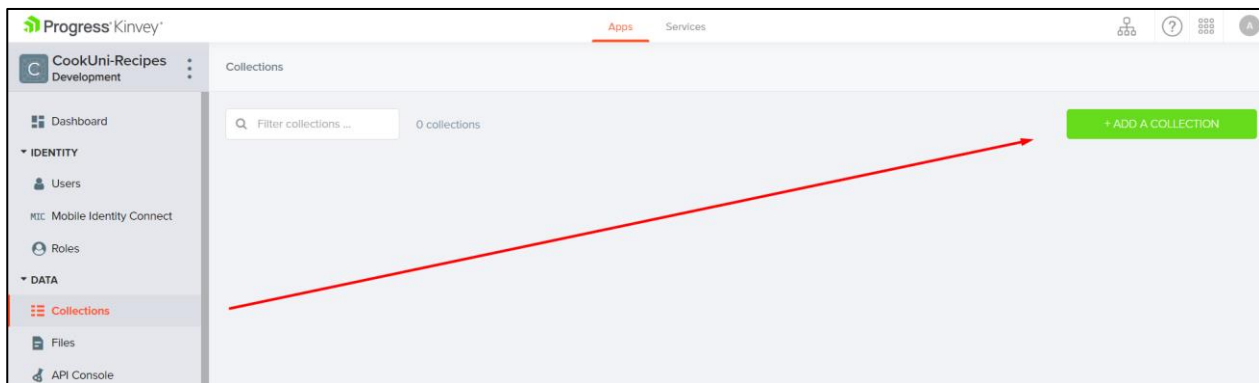 Progress Kinvey
Apps
Services
?
A
C
CookUni-Recipes
Development
Collections
Dashboard
Filter collections ...
0 collections
+ ADD A COLLECTION
IDENTITY
Users
MIC Mobile Identity Connect
Roles
DATA
Collections
Files
API Console